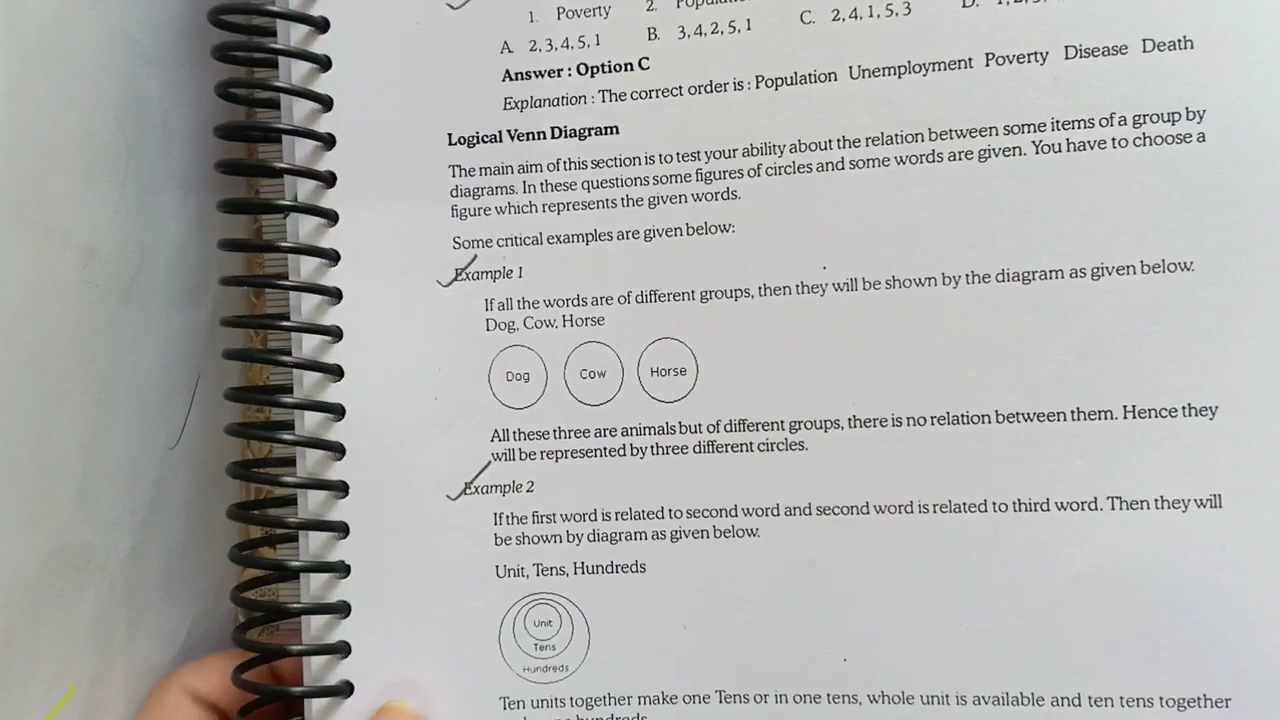 1. Poverty 2.
A. 2, 3, 4, 5, 1 B. 3, 4, 2, 5, 1 C. 2, 4, 1, 5, 3 D.
Answer : Option C
Explanation : The correct order is : Population Unemployment Poverty Disease Death
Logical Venn Diagram
The main aim of this section is to test your ability about the relation between some items of a group by
diagrams. In these questions some figures of circles and some words are given. You have to choose a
figure which represents the given words.
Some critical examples are given below:
Example 1
If all the words are of different groups, then they will be shown by the diagram as given below.
Dog, Cow, Horse
Dog Cow Horse
All these three are animals but of different groups, there is no relation between them. Hence they
will be represented by three different circles.
Example 2
If the first word is related to second word and second word is related to third word. Then they will
be shown by diagram as given below.
Unit, Tens, Hundreds
Unit
Tens
Hundreds
Ten units together make one Tens or in one tens, whole unit is available and ten tens together
hundreds